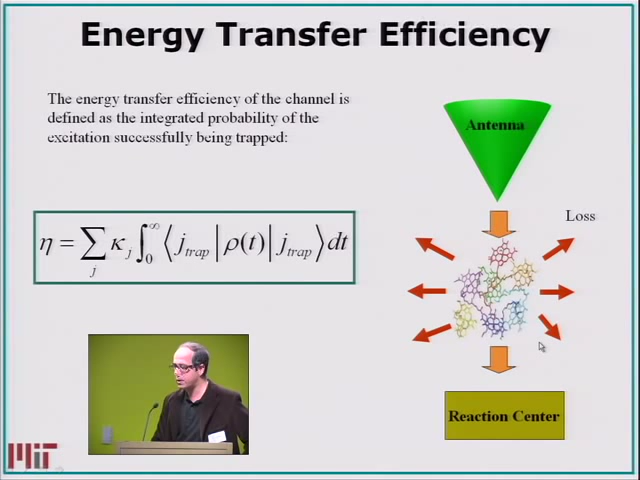 Energy Transfer Efficiency
The energy transfer efficiency of the channel is
defined as the integrated probability of the
excitation successfully being trapped:
η = ∑_j κ_j ∫_0^∞ ⟨ j_trap | ρ(t) | j_trap ⟩ dt
Antenna
Loss
Reaction Center
MIT